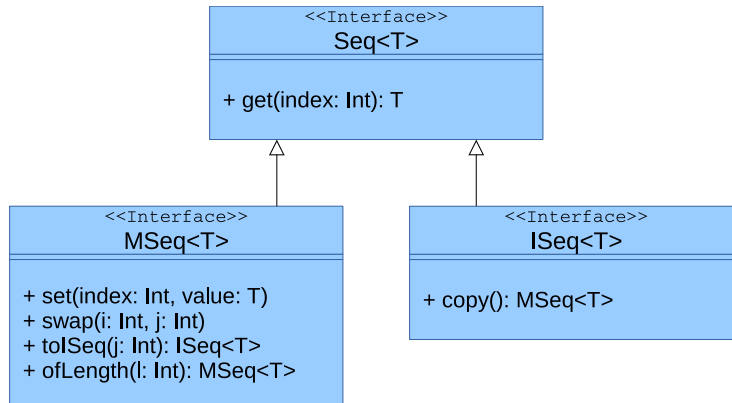 <<Interface>>
Seq<T>
+ get(index: Int): T
<<Interface>>
MSeq<T>
+ set(index: Int, value: T)
+ swap(i: Int, j: Int)
+ toISeq(j: Int): ISeq<T>
+ ofLength(l: Int): MSeq<T>
<<Interface>>
ISeq<T>
+ copy(): MSeq<T>